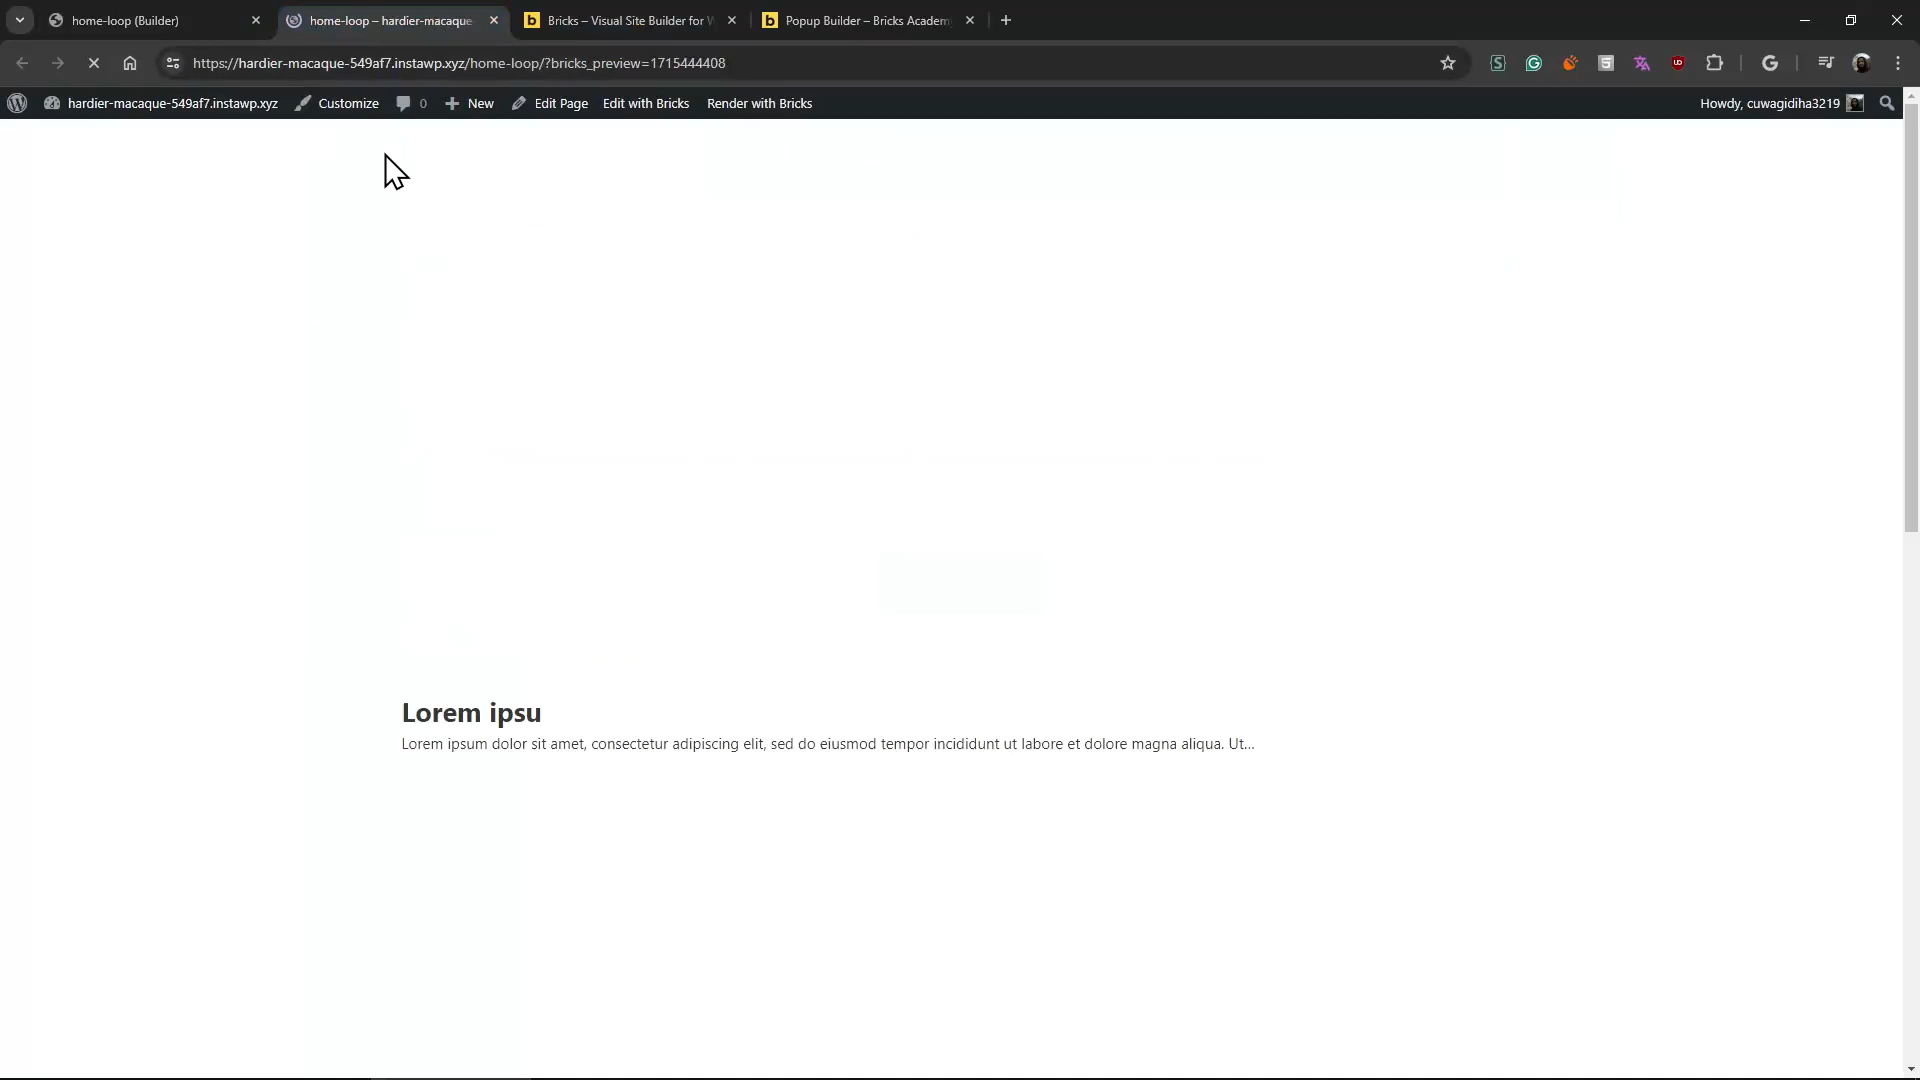 home-loop (Builder)
home-loop – hardier-macaque
Bricks – Visual Site Builder for W
Popup Builder – Bricks Academ
https://hardier-macaque-549af7.instawp.xyz/home-loop/?bricks_preview=1715444408
hardier-macaque-549af7.instawp.xyz
Customize
0
New
Edit Page
Edit with Bricks
Render with Bricks
Howdy, cuwagidiha3219
Lorem ipsu
Lorem ipsum dolor sit amet, consectetur adipiscing elit, sed do eiusmod tempor incididunt ut labore et dolore magna aliqua. Ut...